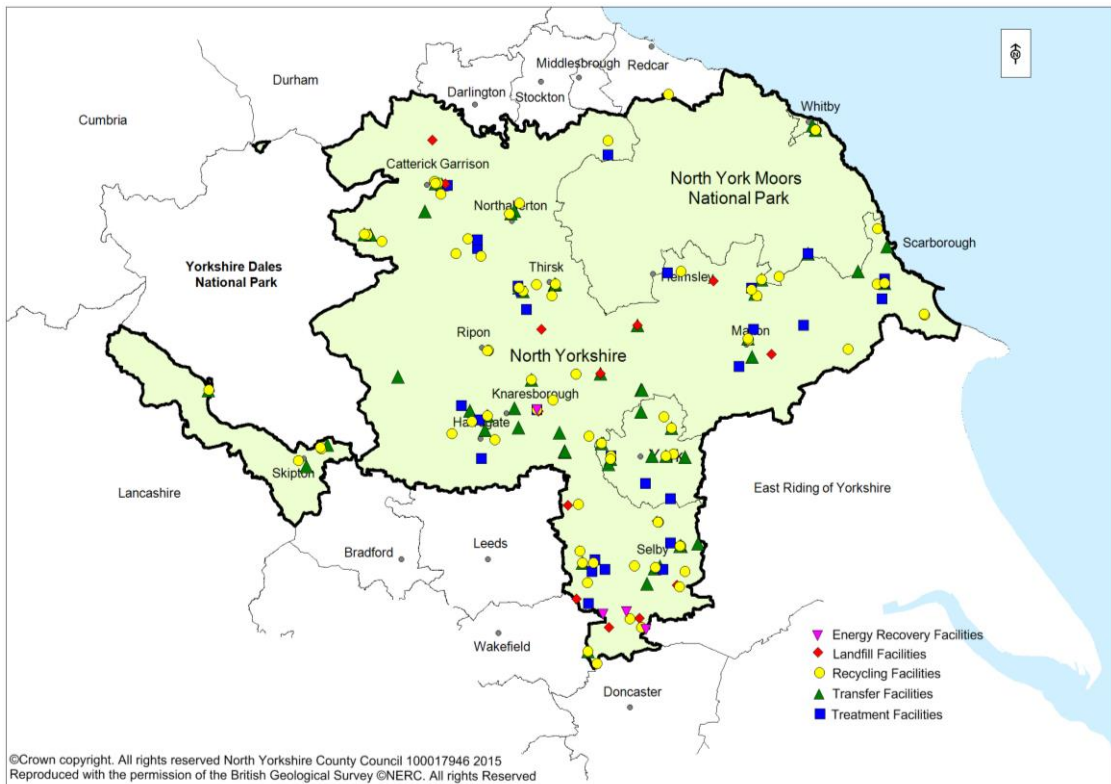 Redcar
Middlesbrough
Durham
Darlington
Stockton
N
Whitby
Cumbria
Catterick Garrison
North York Moors
National Park
Northallerton
Scarborough
Yorkshire Dales
National Park
Thirsk
Helmsley
Ripon
Malton
North Yorkshire
Knaresborough
Harrogate
York
Skipton
Lancashire
East Riding of Yorkshire
Bradford
Leeds
Selby
Wakefield
Doncaster
Energy Recovery Facilities
Landfill Facilities
Recycling Facilities
Transfer Facilities
Treatment Facilities
©Crown copyright. All rights reserved North Yorkshire County Council 100017946 2015
Reproduced with the permission of the British Geological Survey ©NERC. All rights Reserved